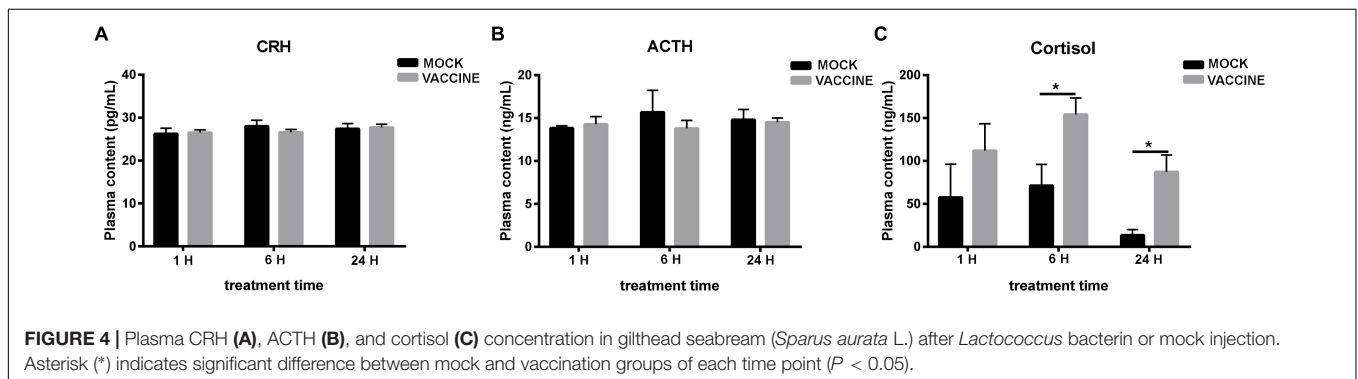 A
CRH
MOCK
VACCINE
Plasma content (pg/mL)
40
30
20
10
0
1 H 6 H 24 H
treatment time
B
ACTH
MOCK
VACCINE
Plasma content (ng/mL)
20
15
10
5
0
1 H 6 H 24 H
treatment time
C
Cortisol
MOCK
VACCINE
Plasma content (ng/mL)
200
150
100
50
0
*
*
1 H 6 H 24 H
treatment time
FIGURE 4 | Plasma CRH (A), ACTH (B), and cortisol (C) concentration in gilthead seabream (Sparus aurata L.) after Lactococcus bacterin or mock injection.
Asterisk (*) indicates significant difference between mock and vaccination groups of each time point (P < 0.05).